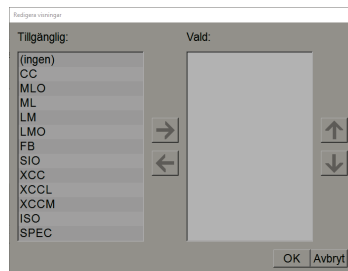 Redigera visningar
Tillgänglig:
Vald:
(ingen)
CC
MLO
ML
LM
LMO
FB
SIO
XCC
XCCL
XCCM
ISO
SPEC
OK
Avbryt